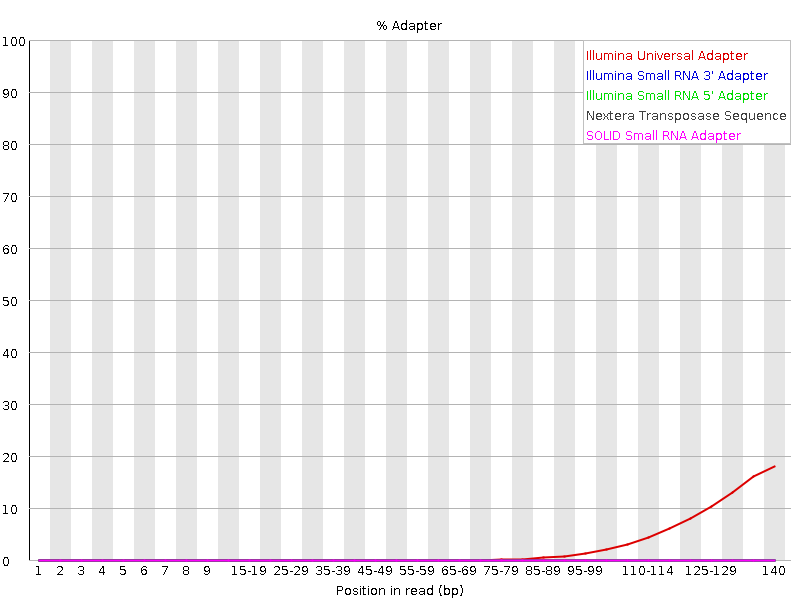 % Adapter
100
90
80
70
60
50
40
30
20
10
0
Illumina Universal Adapter
Illumina Small RNA 3' Adapter
Illumina Small RNA 5' Adapter
Nextera Transposase Sequence
SOLID Small RNA Adapter
1 2 3 4 5 6 7 8 9 15-19 25-29 35-39 45-49 55-59 65-69 75-79 85-89 95-99 110-114 125-129 140
Position in read (bp)